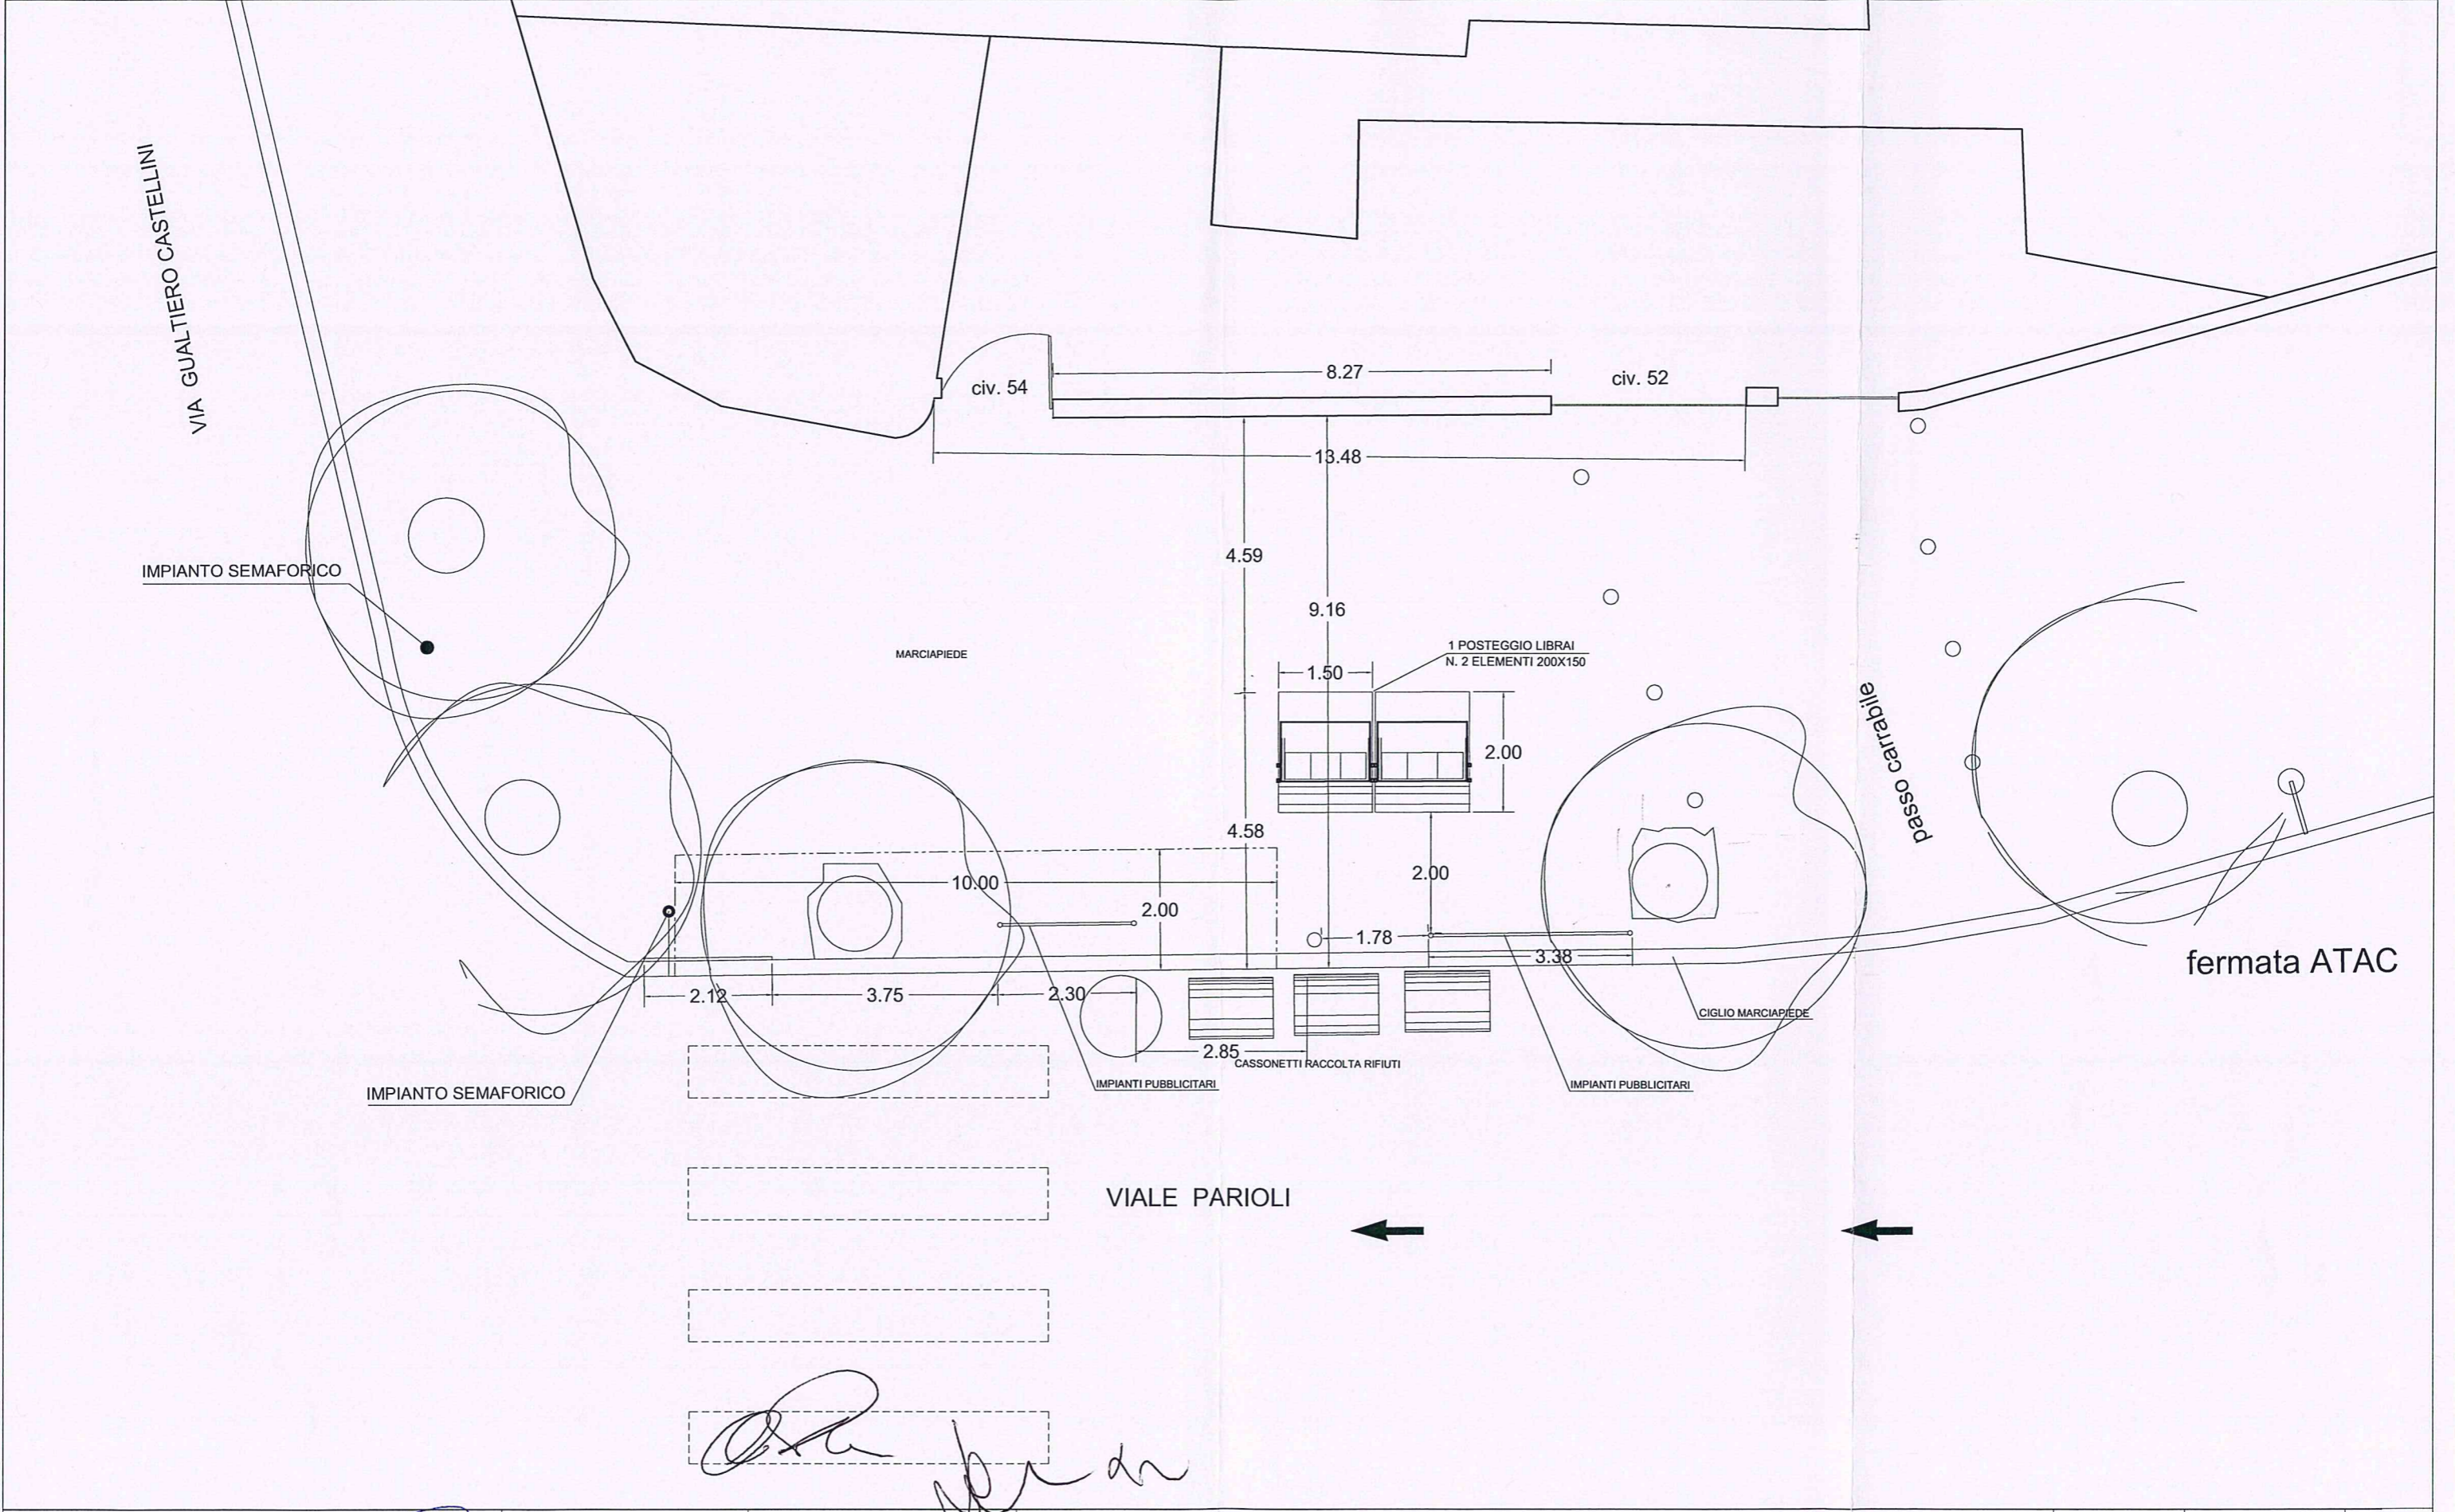 VIA GUALTIERO CASTELLINI
8.27
civ. 54
civ. 52
13.48
4.59
IMPIANTO SEMAFORICO
9.16
MARCIAPIEDE
1 POSTEGGIO LIBRAI
N. 2 ELEMENTI 200X150
1.50
2.00
passo carrabile
4.58
10.00
2.00
2.00
1.78
3.38
fermata ATAC
2.12
3.75
2.30
CIGLIO MARCIAPIEDE
2.85
CASSONETTI RACCOLTA RIFIUTI
IMPIANTI PUBBLICITARI
IMPIANTI PUBBLICITARI
IMPIANTO SEMAFORICO
VIALE PARIOLI